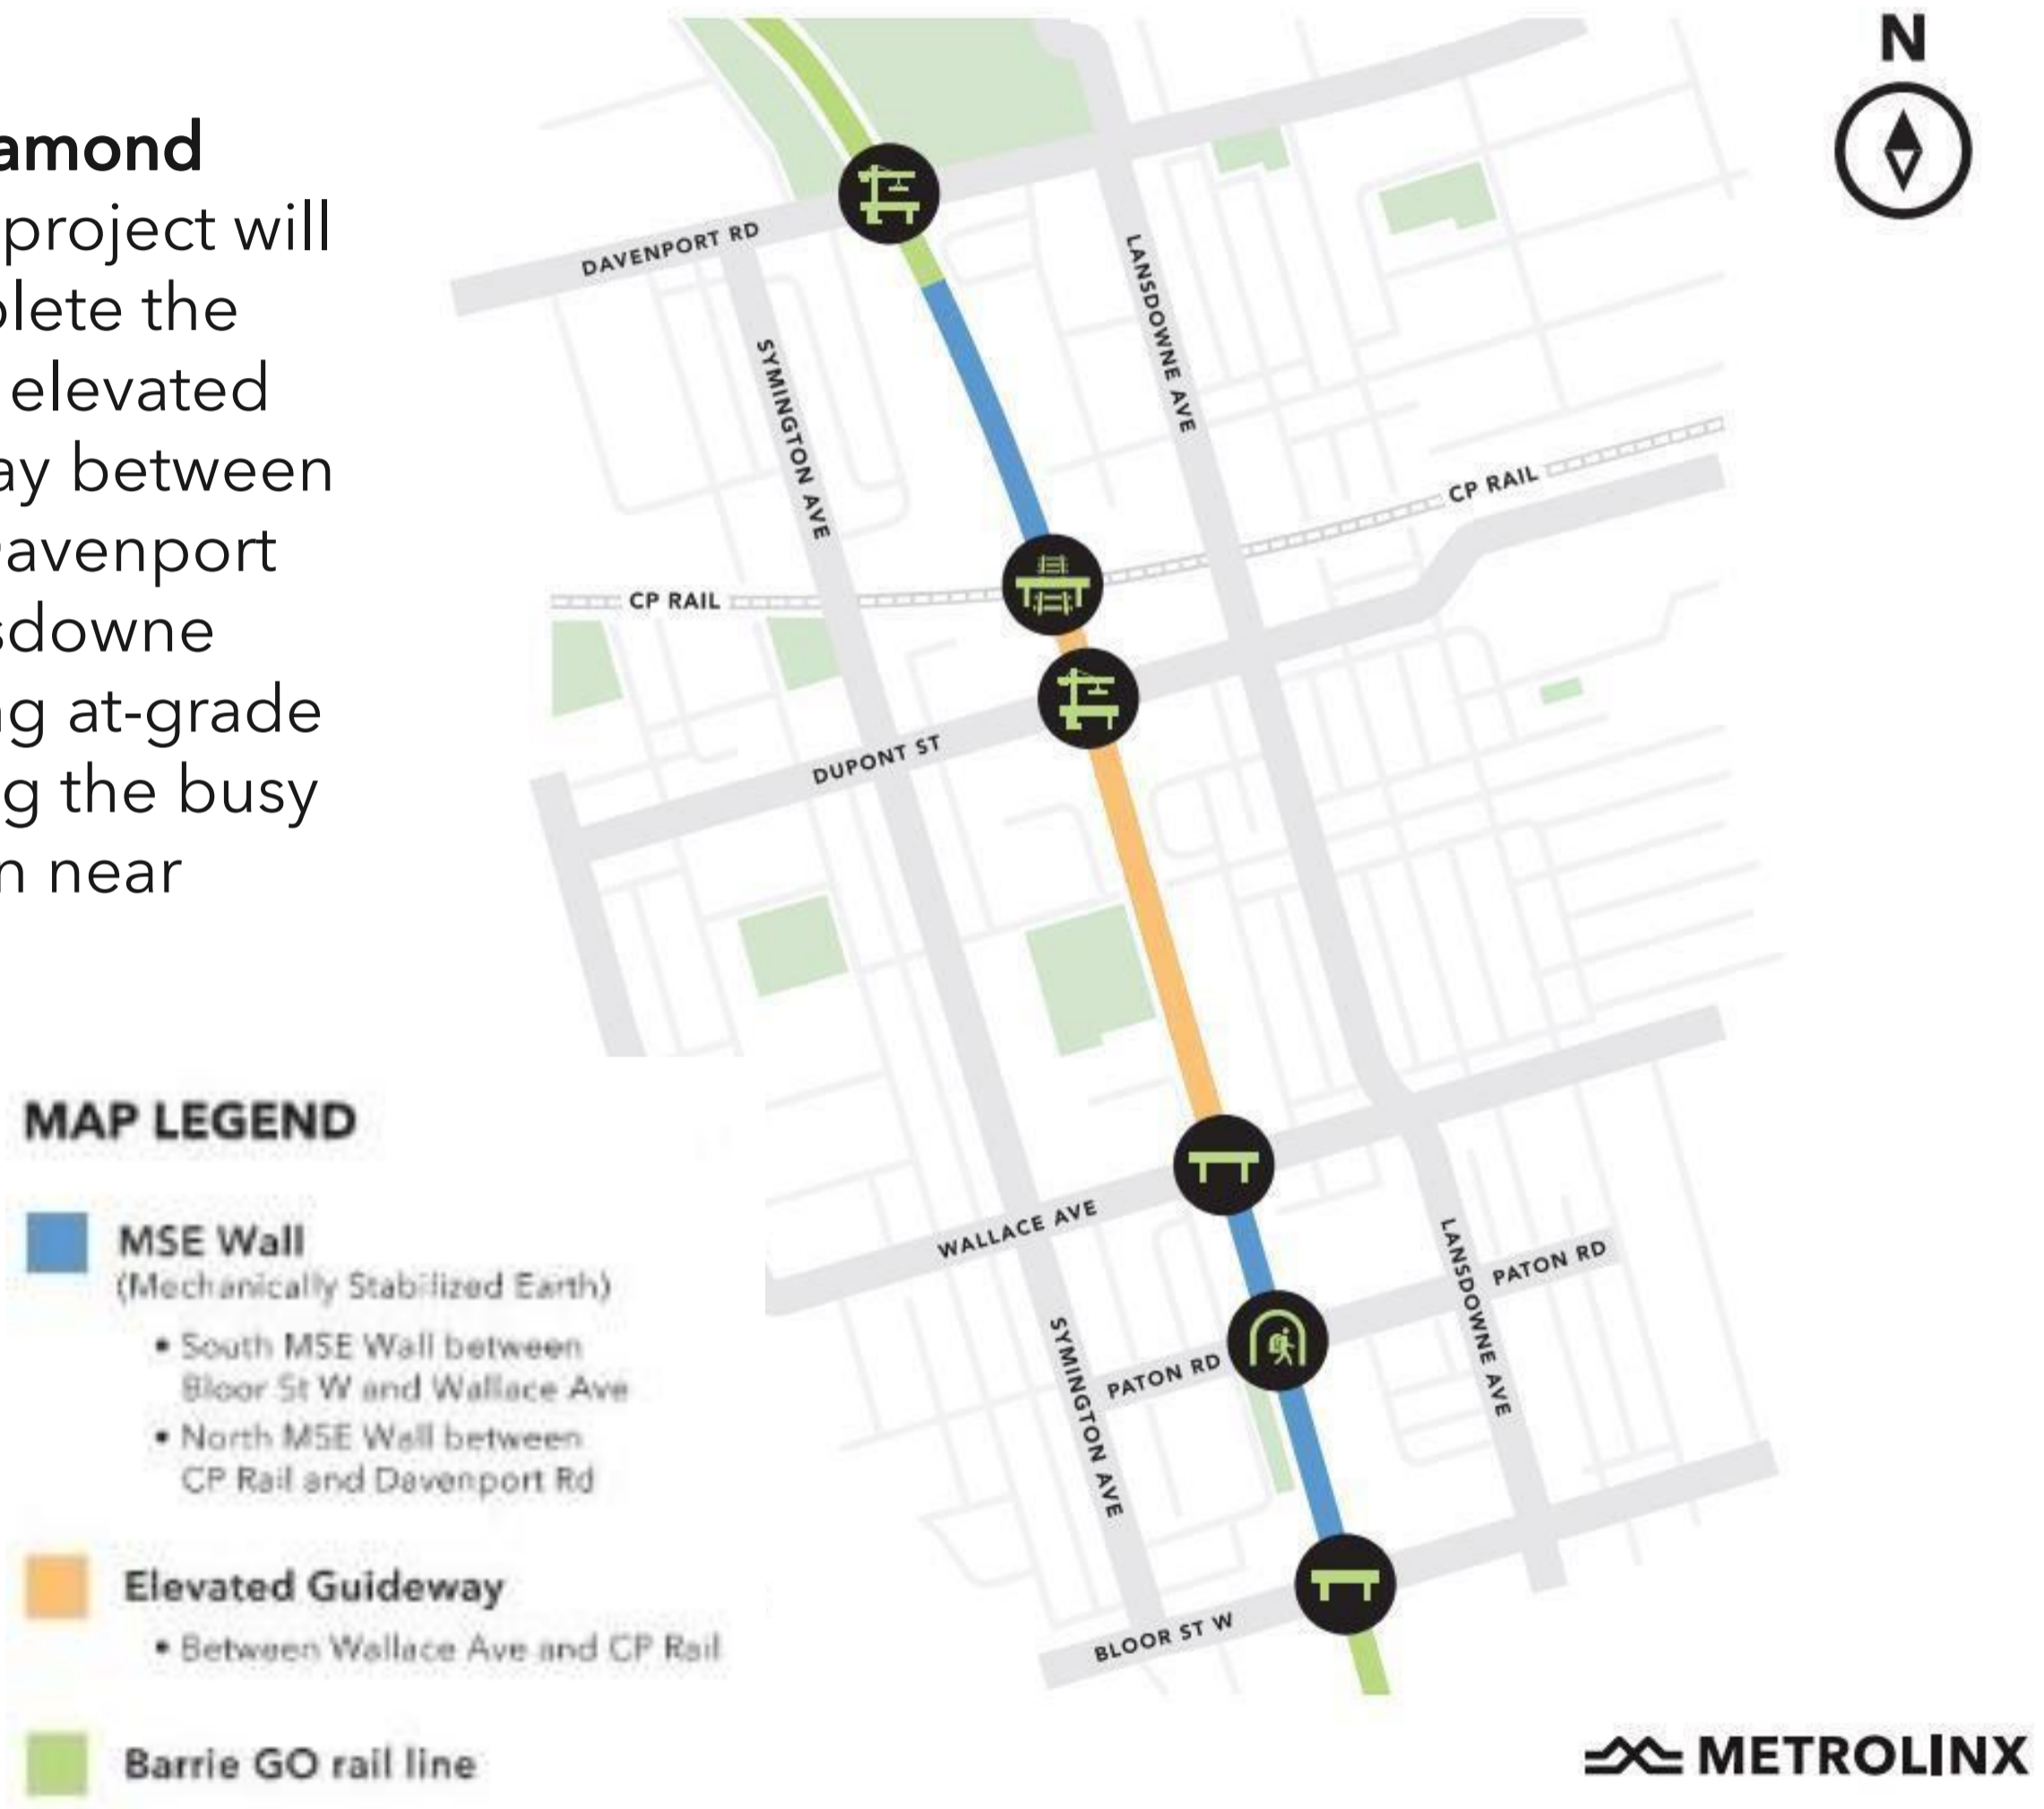 amond
project will
plete the
elevated
ay between
avenport
sdowne
ng at-grade
g the busy
n near
N
DAVENPORT RD
LANSDOWNE AVE
SYMINGTON AVE
CP RAIL
CP RAIL
DUPONT ST
WALLACE AVE
LANSDOWNE AVE
PATON RD
PATON RD
SYMINGTON AVE
BLOOR ST W
MAP LEGEND
MSE Wall
(Mechanically Stabilized Earth)
• South MSE Wall between
Bloor St W and Wallace Ave
• North MSE Wall between
CP Rail and Davenport Rd
Elevated Guideway
• Between Wallace Ave and CP Rail
Barrie GO rail line
METROLINX